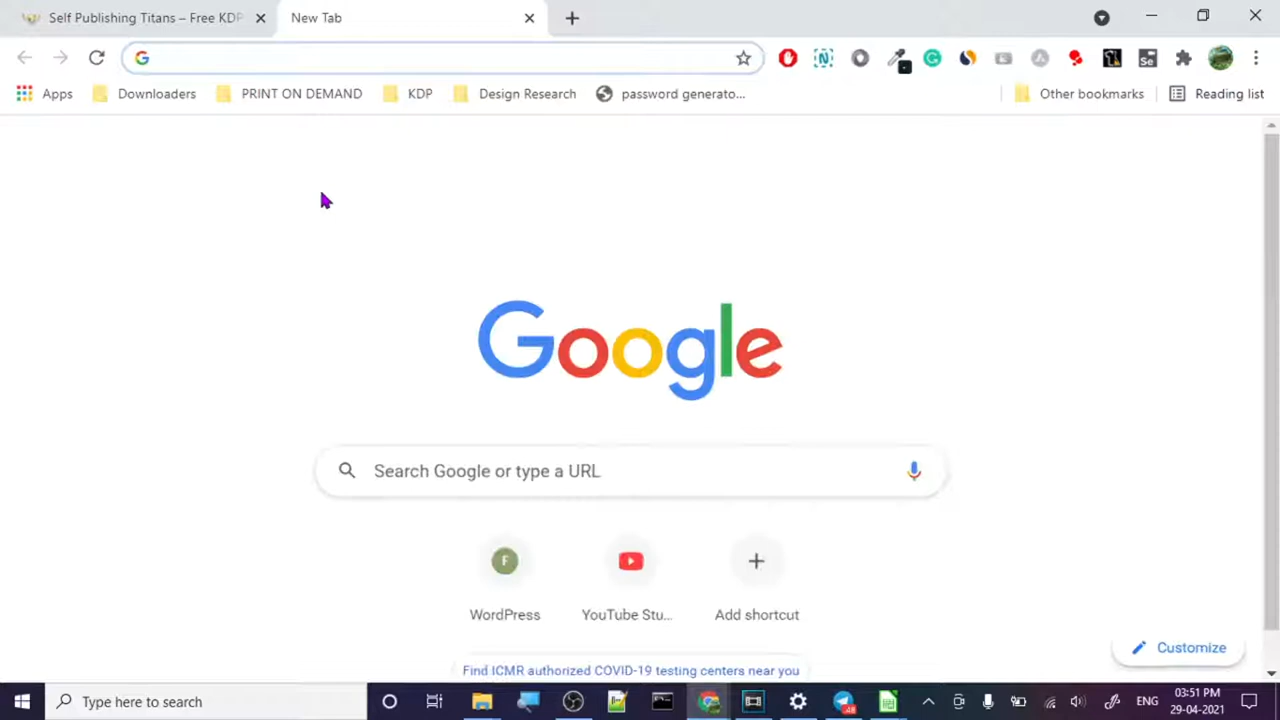 Self Publishing Titans – Free KDP
New Tab
Apps
Downloaders
PRINT ON DEMAND
KDP
Design Research
password generato...
Other bookmarks
Reading list
Se
Google
Search Google or type a URL
F
WordPress
YouTube Stu...
Add shortcut
Customize
Find ICMR authorized COVID-19 testing centers near you
Type here to search
48
ENG
03:51 PM
29-04-2021